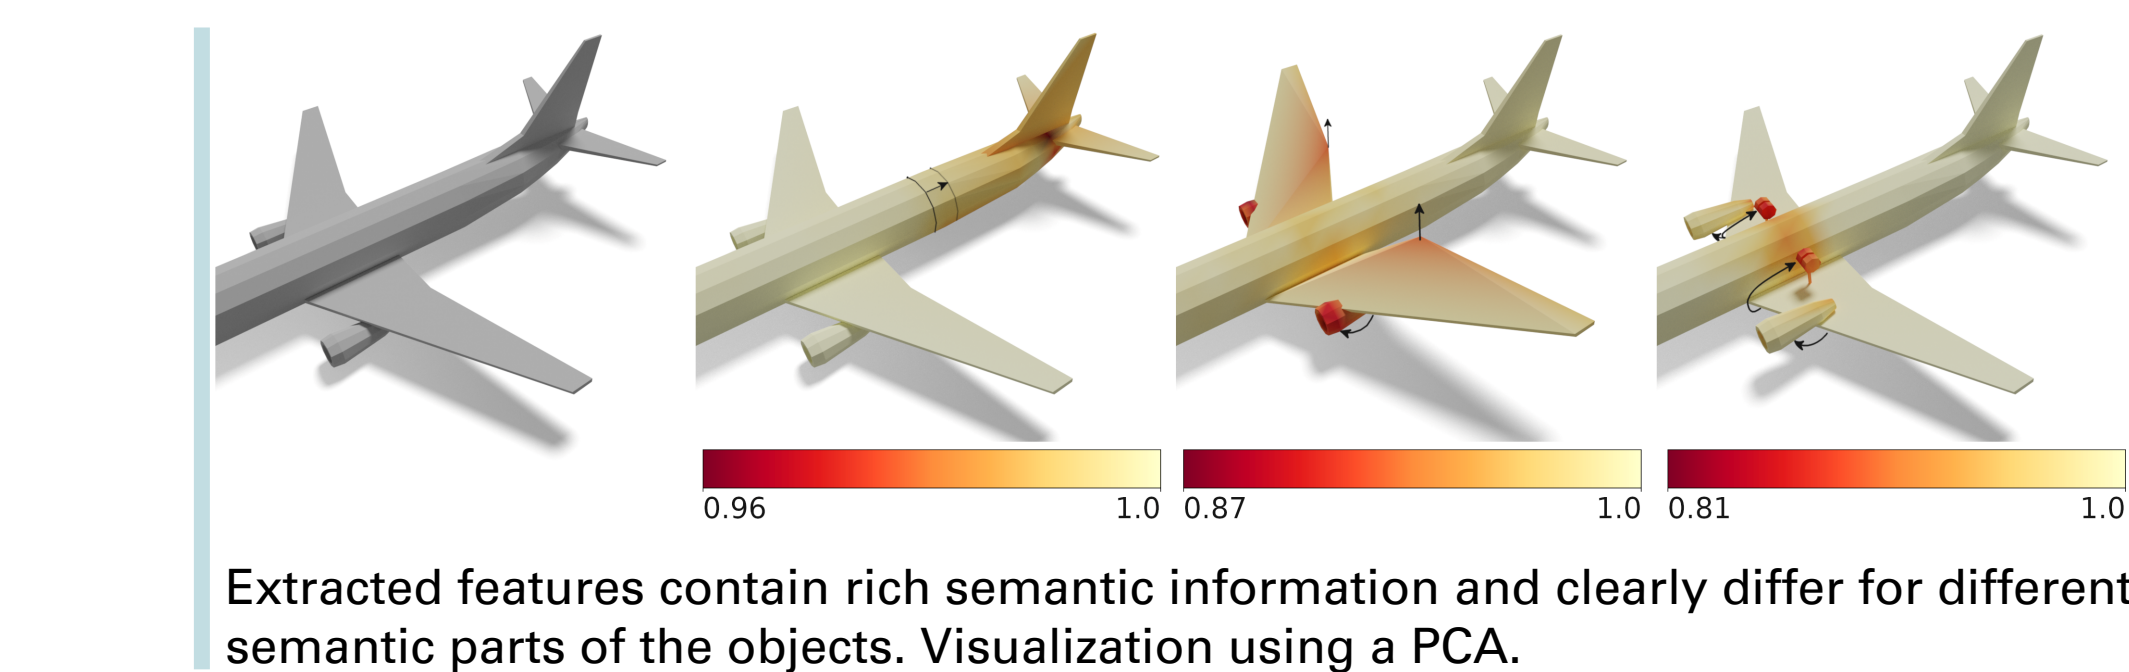 0.96 1.0 0.87 1.0 0.81 1.0
Extracted features contain rich semantic information and clearly differ for different
semantic parts of the objects. Visualization using a PCA.